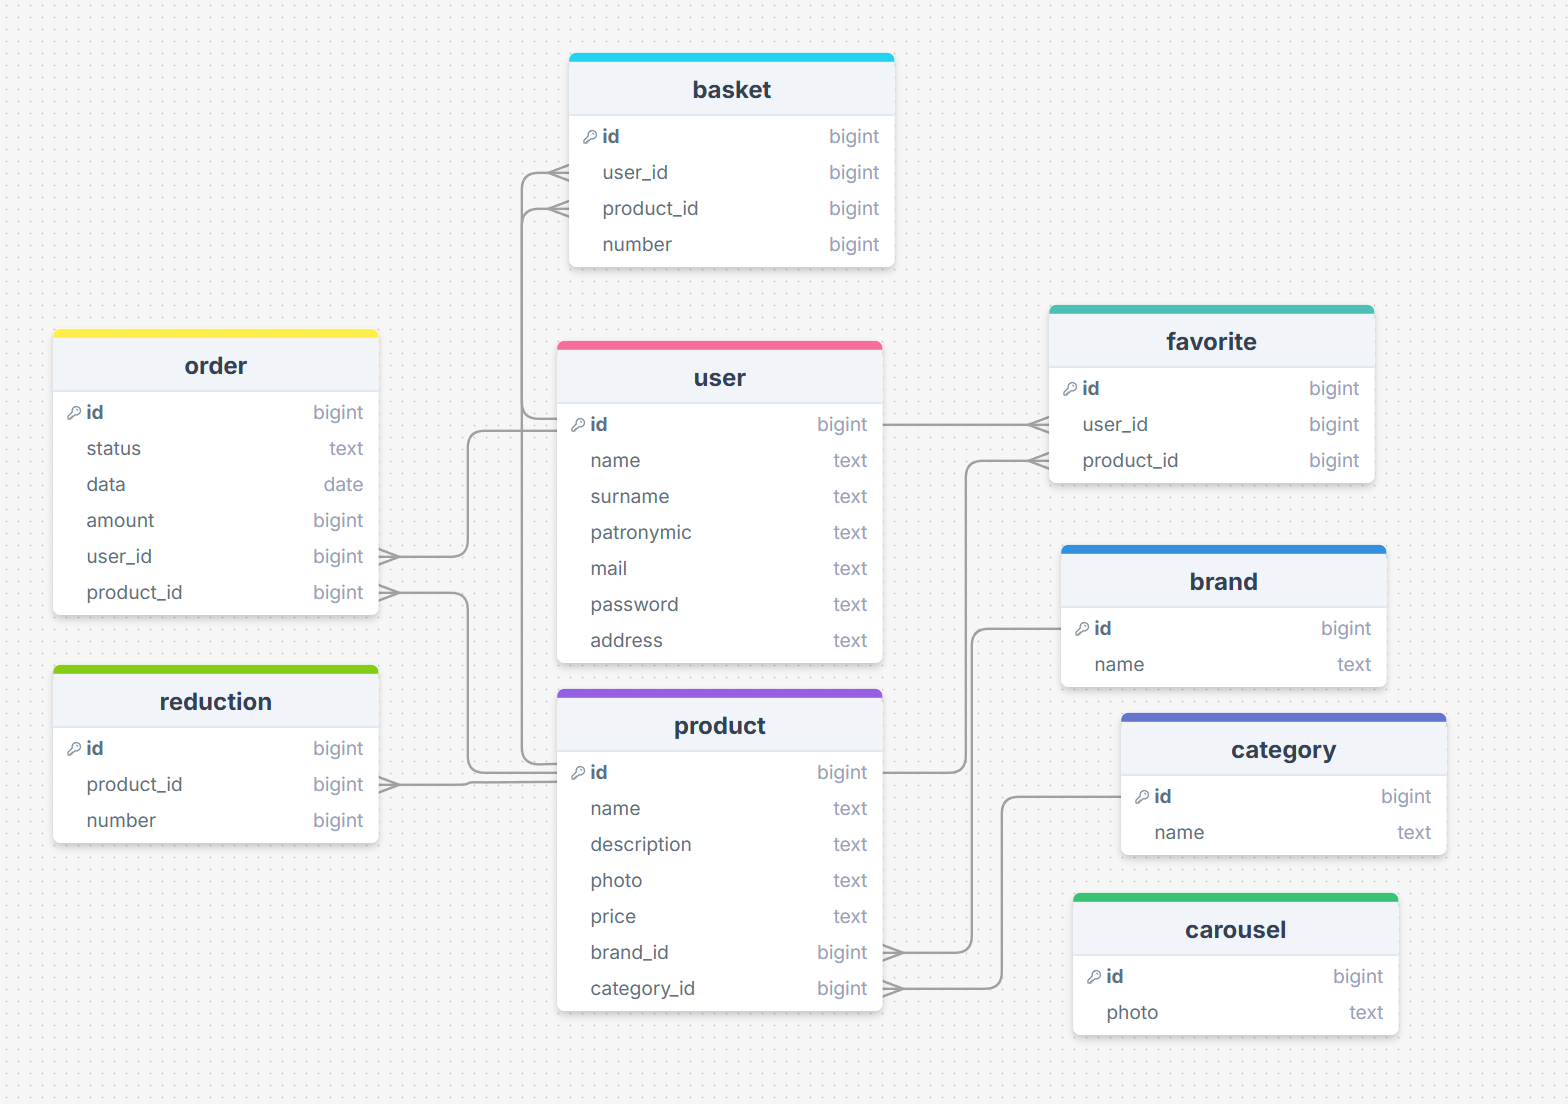 basket
id bigint
user_id bigint
product_id bigint
number bigint
order
id bigint
status text
data date
amount bigint
user_id bigint
product_id bigint
user
id bigint
name text
surname text
patronymic text
mail text
password text
address text
favorite
id bigint
user_id bigint
product_id bigint
brand
id bigint
name text
reduction
id bigint
product_id bigint
number bigint
product
id bigint
name text
description text
photo text
price text
brand_id bigint
category_id bigint
category
id bigint
name text
carousel
id bigint
photo text